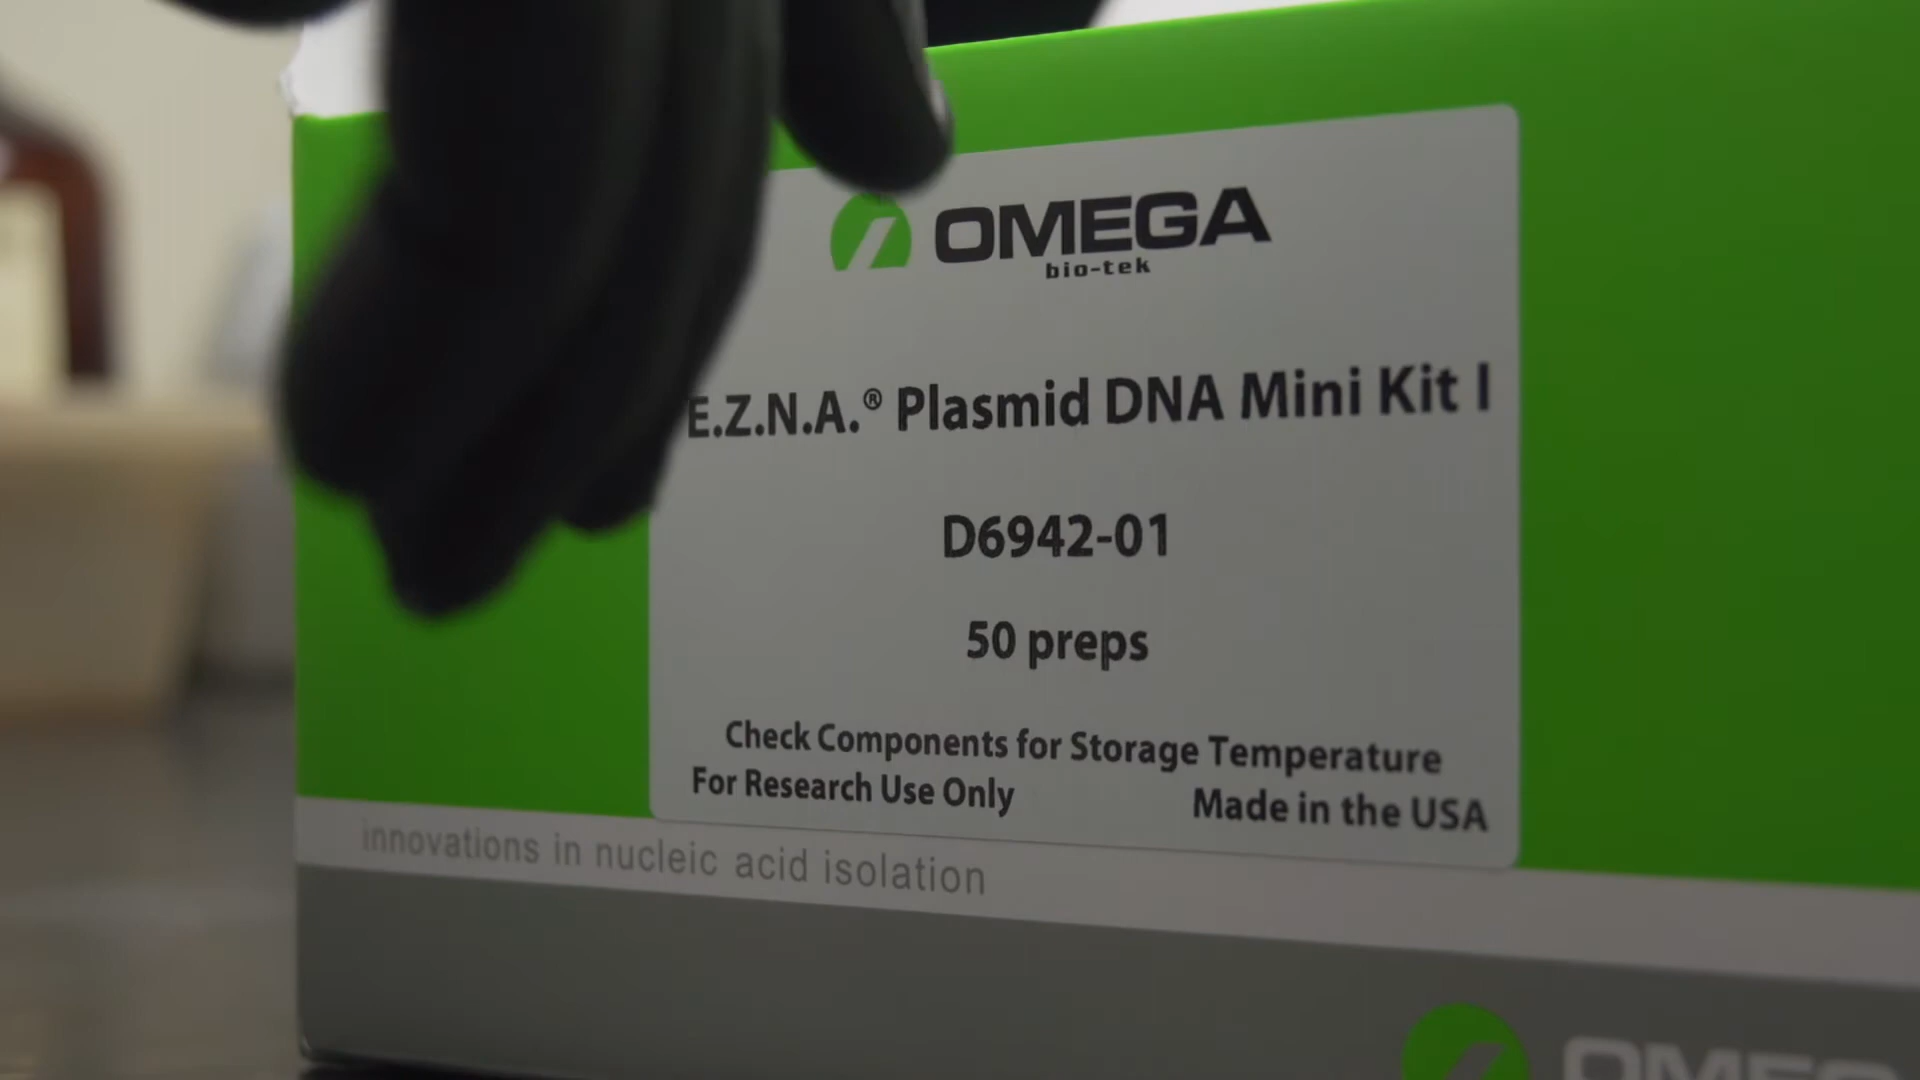 OMEGA
bio-tek
E.Z.N.A.® Plasmid DNA Mini Kit I
D6942-01
50 preps
Check Components for Storage Temperature
For Research Use Only Made in the USA
innovations in nucleic acid isolation
OMEGA